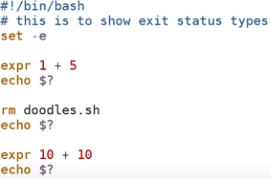 #!/bin/bash
# this is to show exit status types
set -e
expr 1 + 5
echo $?
rm doodles.sh
echo $?
expr 10 + 10
echo $?